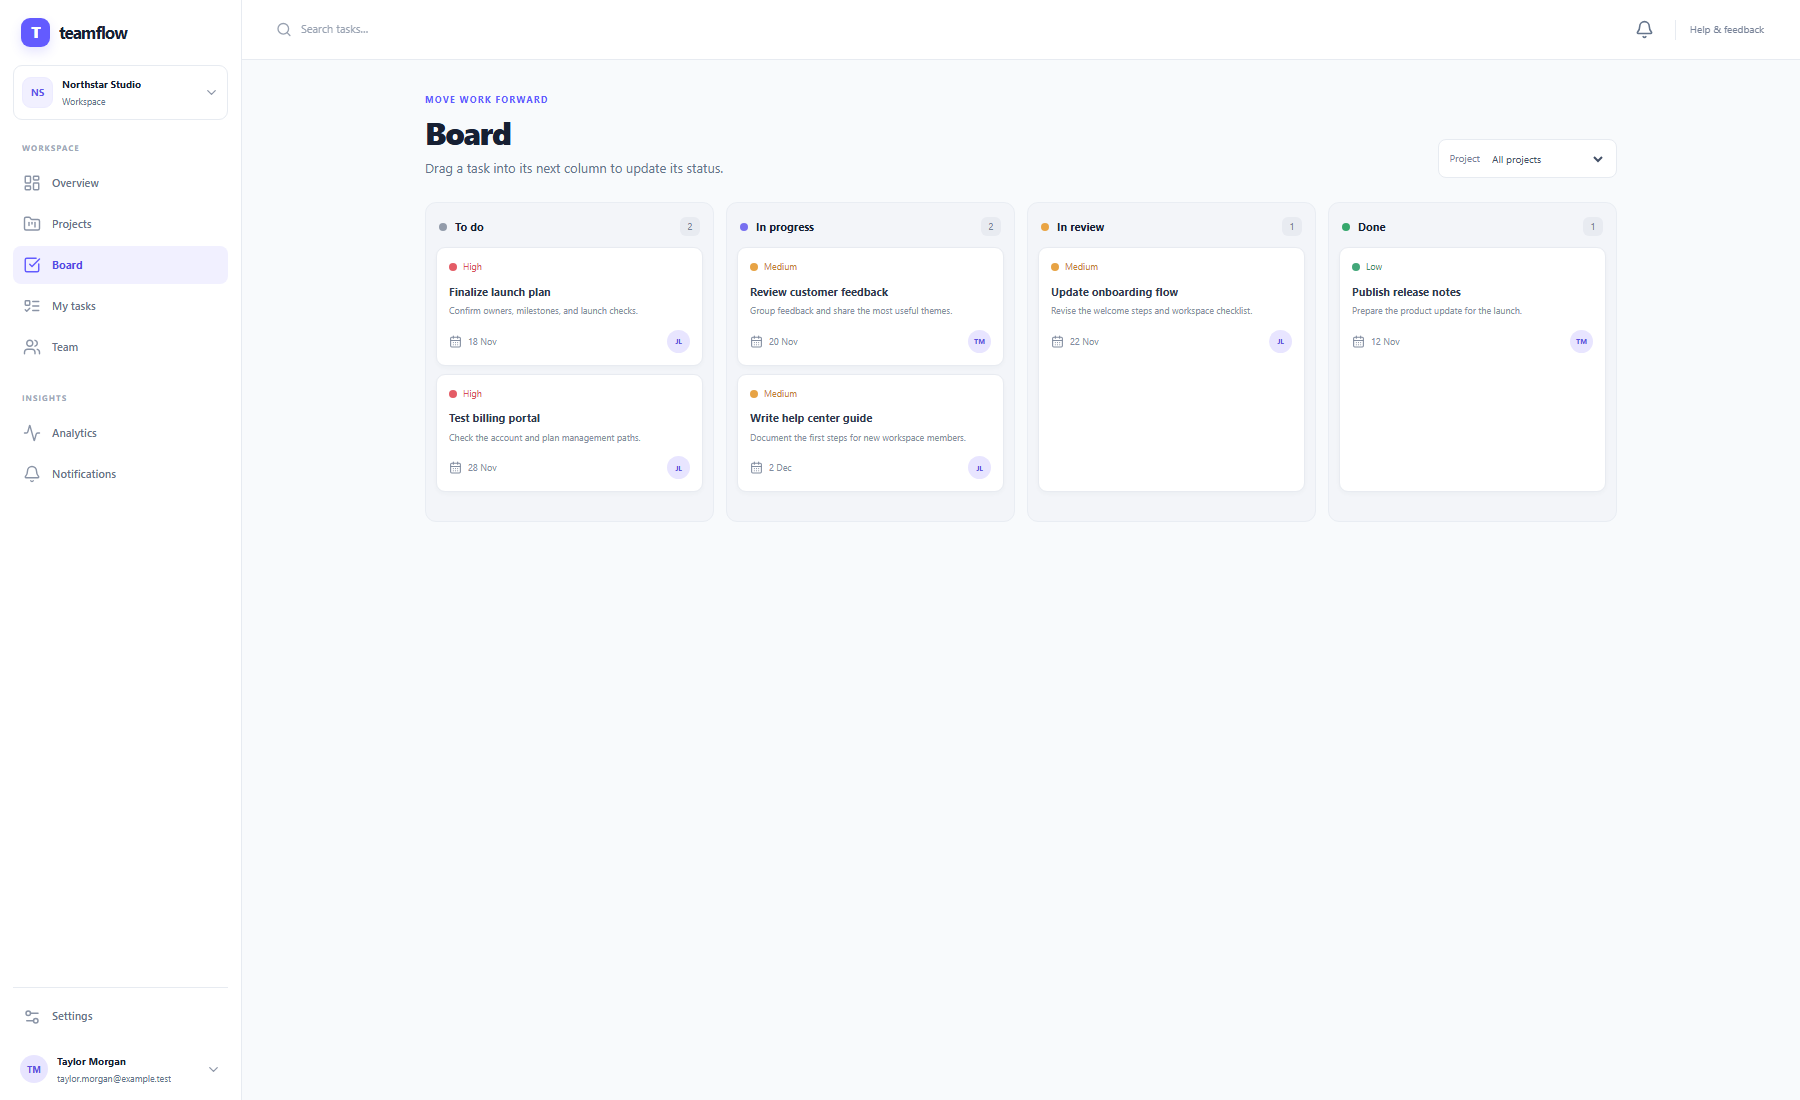 T teamflow
NS
Northstar Studio
Workspace
WORKSPACE
Overview
Projects
Board
My tasks
Team
INSIGHTS
Analytics
Notifications
Settings
TM
Taylor Morgan
taylor.morgan@example.test
Search tasks...
Help & feedback
MOVE WORK FORWARD
Board
Drag a task into its next column to update its status.
Project All projects
To do 2
High
Finalize launch plan
Confirm owners, milestones, and launch checks.
18 Nov JL
High
Test billing portal
Check the account and plan management paths.
28 Nov JL
In progress 2
Medium
Review customer feedback
Group feedback and share the most useful themes.
20 Nov TM
Medium
Write help center guide
Document the first steps for new workspace members.
2 Dec JL
In review 1
Medium
Update onboarding flow
Revise the welcome steps and workspace checklist.
22 Nov JL
Done 1
Low
Publish release notes
Prepare the product update for the launch.
12 Nov TM